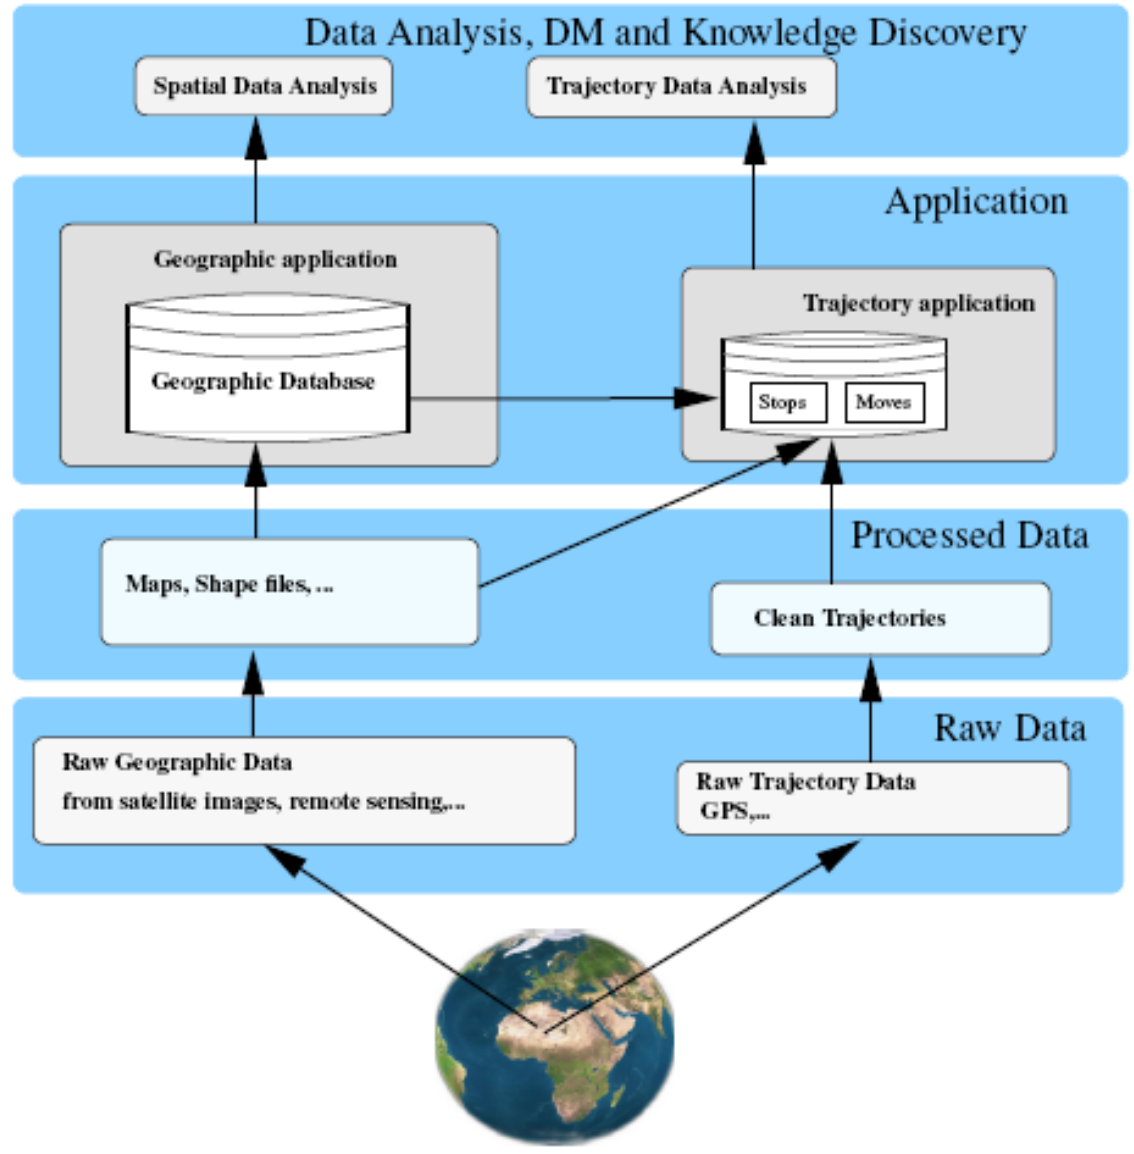 Data Analysis, DM and Knowledge Discovery
Spatial Data Analysis
Trajectory Data Analysis
Application
Geographic application
Trajectory application
Geographic Database
Stops
Moves
Processed Data
Maps, Shape files, ...
Clean Trajectories
Raw Data
Raw Geographic Data
from satellite images, remote sensing,...
Raw Trajectory Data
GPS,...